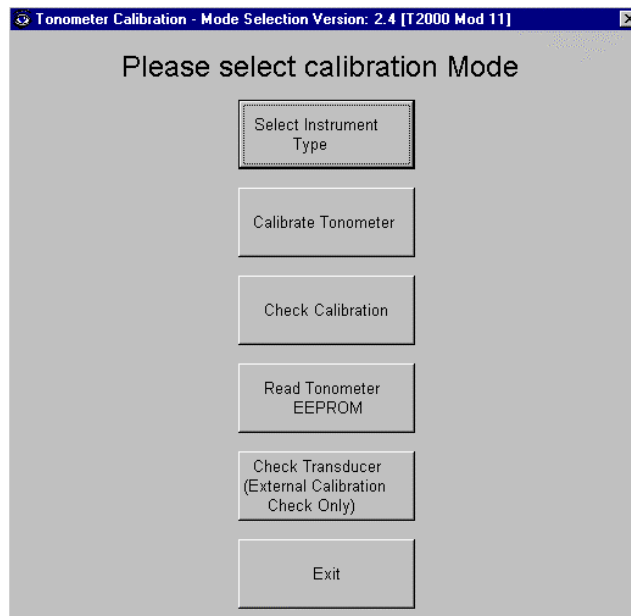 Tonometer Calibration - Mode Selection Version: 2.4 [T2000 Mod 11]
Please select calibration Mode
Select Instrument
Type
Calibrate Tonometer
Check Calibration
Read Tonometer
EEPROM
Check Transducer
(External Calibration
Check Only)
Exit